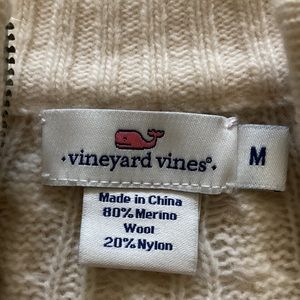 vineyard vines®
M
Made in China
80% Merino
Wool
20% Nylon